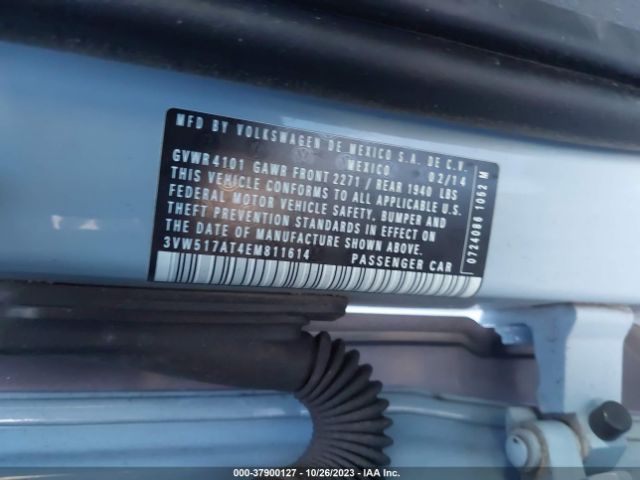 MFD BY VOLKSWAGEN DE MEXICO S.A. DE C.V.
MEXICO 02/14
GVWR 4101 GAWR FRONT 2271 / REAR 1940 LBS
THIS VEHICLE CONFORMS TO ALL APPLICABLE U.S.
FEDERAL MOTOR VEHICLE SAFETY, BUMPER AND
THEFT PREVENTION STANDARDS IN EFFECT ON
THE DATE OF MANUFACTURE SHOWN ABOVE.
3VW517AT4EM811614 PASSENGER CAR
0724086 1052 M
000-37900127 - 10/26/2023 - IAA Inc.